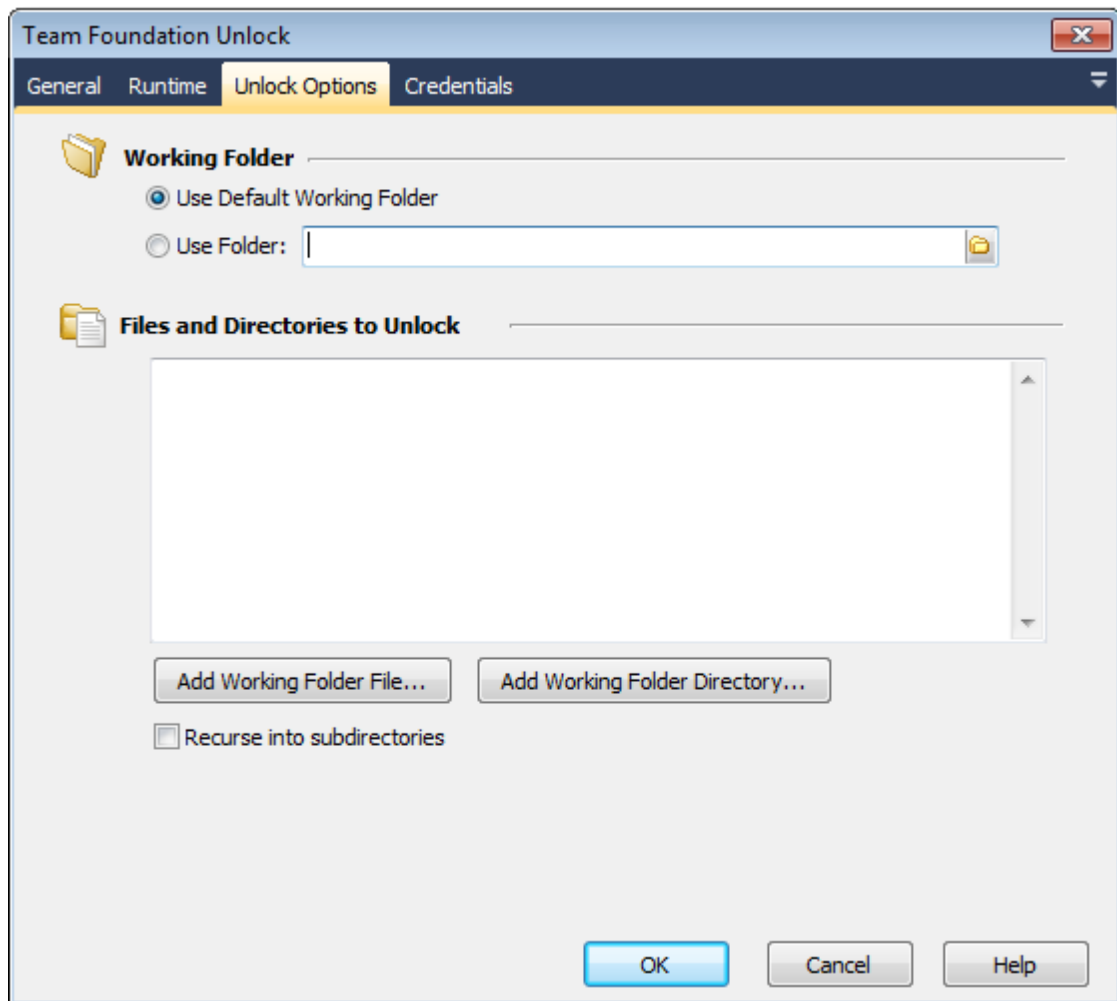 Team Foundation Unlock
General Runtime Unlock Options Credentials
Working Folder
Use Default Working Folder
Use Folder:
Files and Directories to Unlock
Add Working Folder File... Add Working Folder Directory...
Recurse into subdirectories
OK Cancel Help